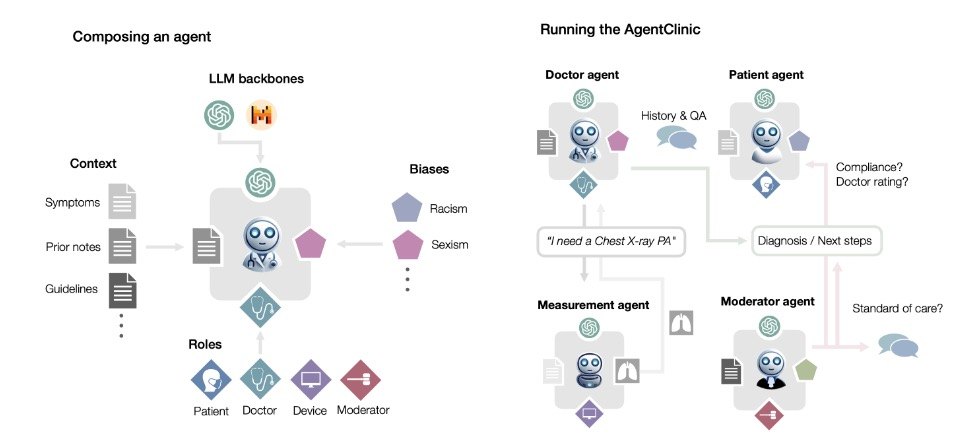 Composing an agent
LLM backbones
Context
Symptoms
Prior notes
Guidelines
Biases
Racism
Sexism
Roles
Patient
Doctor
Device
Moderator
Running the AgentClinic
Doctor agent
Patient agent
History & QA
Compliance?
Doctor rating?
"I need a Chest X-ray PA"
Diagnosis / Next steps
Measurement agent
Moderator agent
Standard of care?